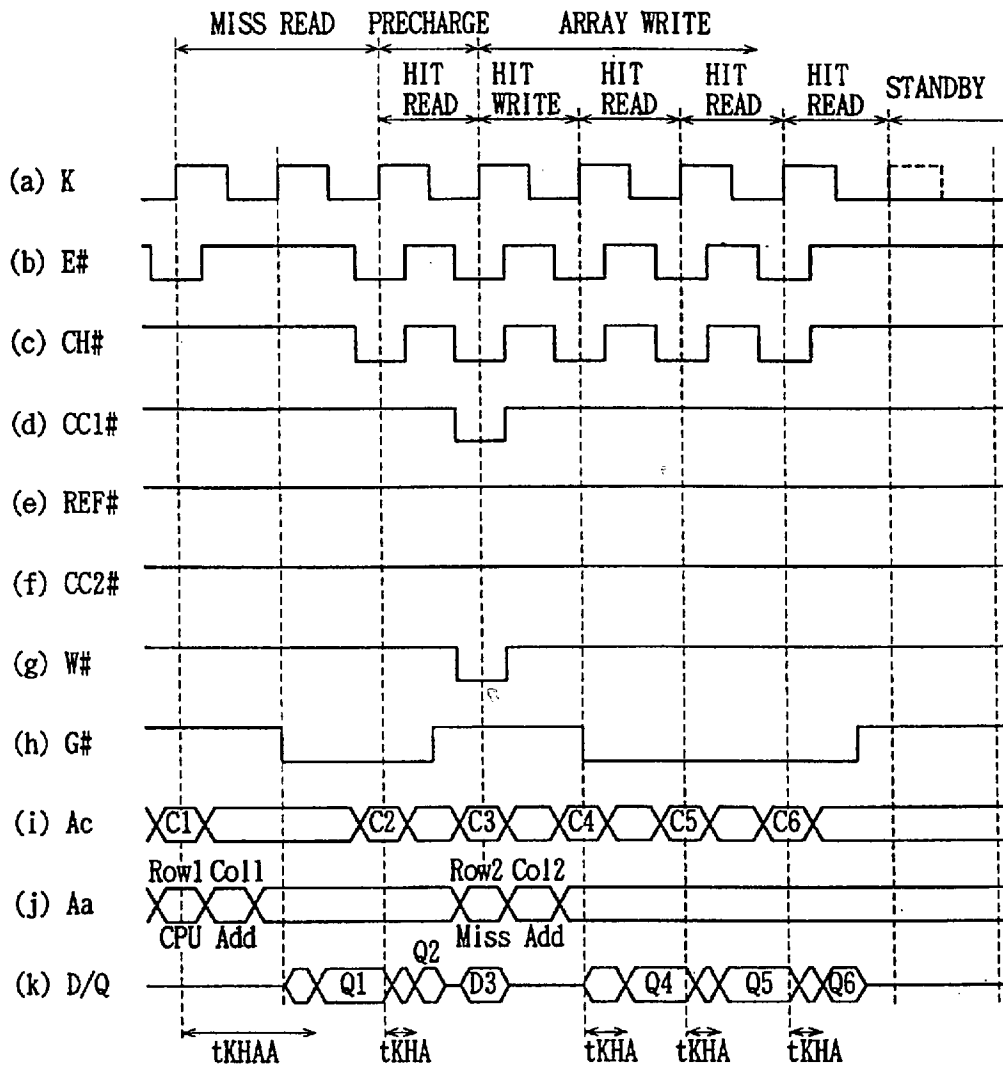 MISS READ PRECHARGE ARRAY WRITE
HIT READ HIT WRITE HIT READ HIT READ HIT READ STANDBY
(a) K
(b) E#
(c) CH#
(d) CC1#
(e) REF#
(f) CC2#
(g) W#
(h) G#
(i) Ac C1 C2 C3 C4 C5 C6
Row1 Col1 Row2 Col2
(j) Aa
CPU Add Miss Add
(k) D/Q Q1 Q2 D3 Q4 Q5 Q6
tKHAA tKHA tKHA tKHA tKHA